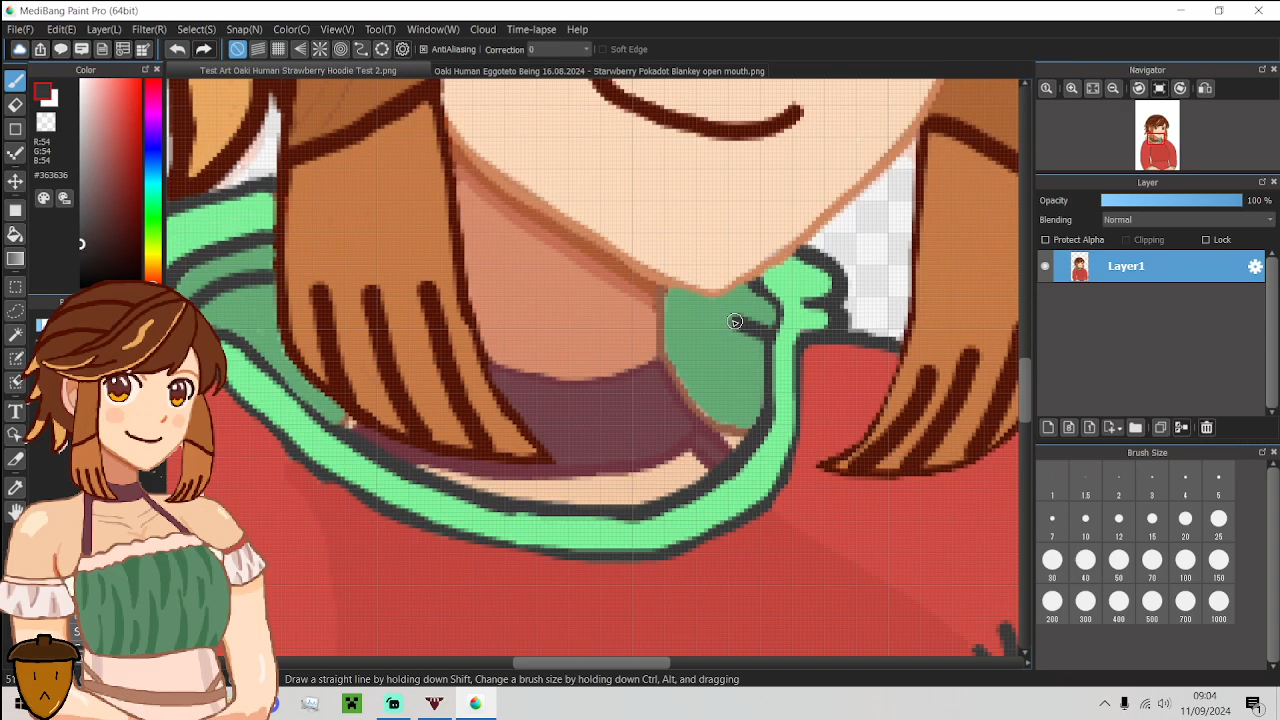 MediBang Paint Pro (64bit)
File(F) Edit(E) Layer(L) Filter(R) Select(S) Snap(N) Color(C) View(V) Tool(T) Window(W) Cloud Time-lapse Help
AntiAliasing Correction 0 Soft Edge
Color
Test Art Oaki Human Strawberry Hoodie Test 2.png
Oaki Human Eggoteto Being 16.08.2024 - Starwberry Pokadot Blankey open mouth.png
Navigator
R:54
G:54
B:54
#363636
Layer
Opacity 100 %
Blending Normal
Protect Alpha Clipping Lock
Layer1
Brush Size
1 1.5 2 3 4 5
7 10 12 15 20 25
30 40 50 70 100 150
200 300 400 500 700 1000
Draw a straight line by holding down Shift, Change a brush size by holding down Ctrl, Alt, and dragging
09:04
11/09/2024